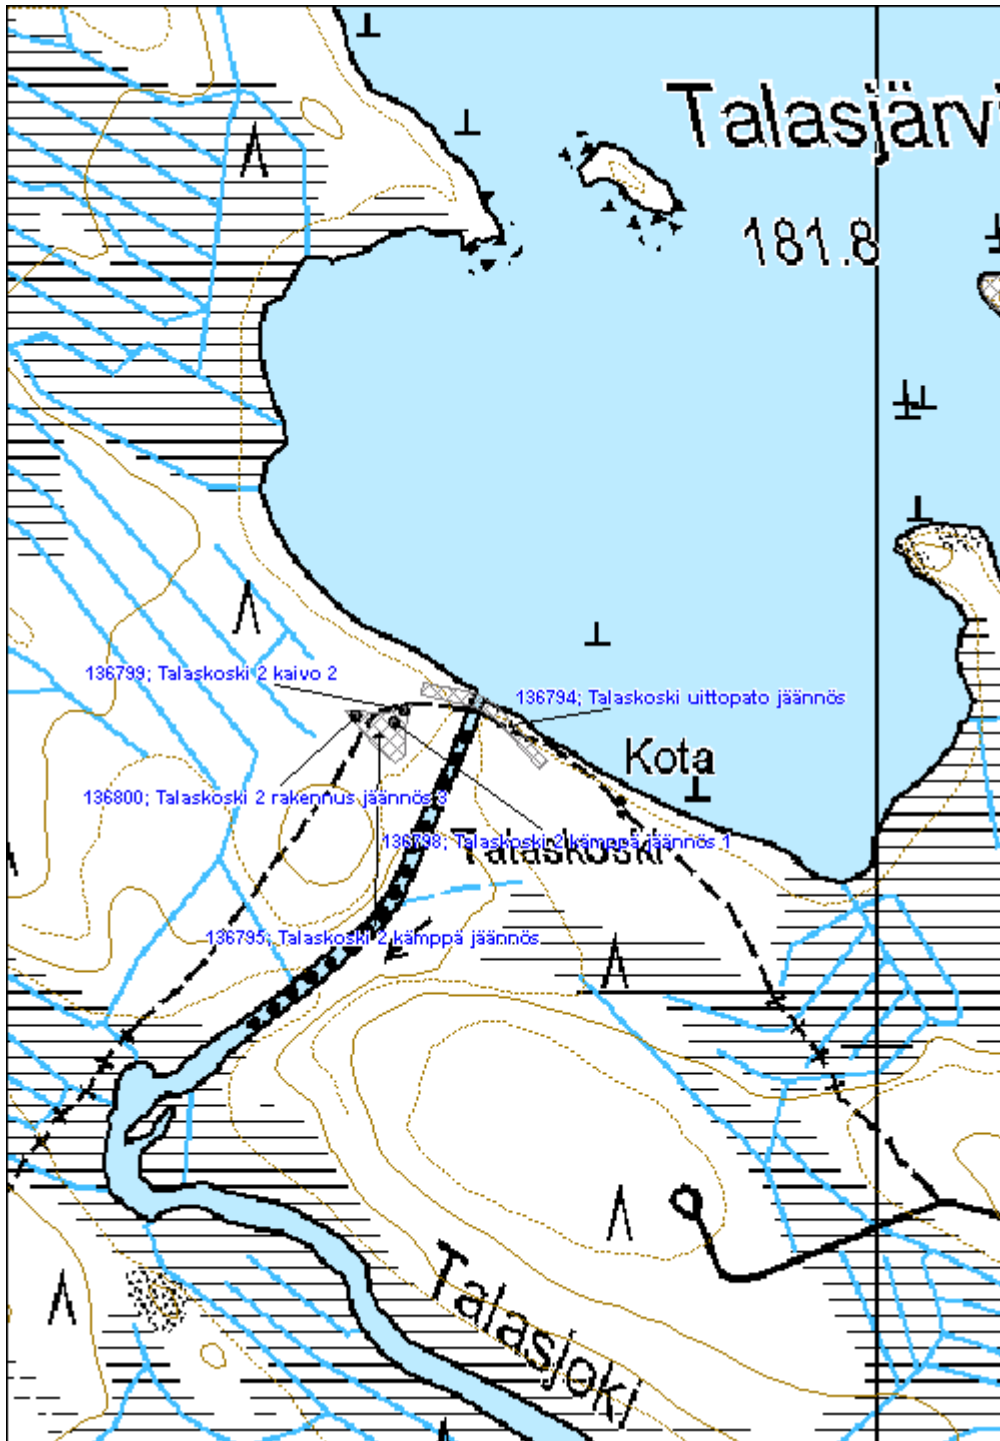 Talasjärvi
181.8
136799; Talaskoski 2 kaivo 2
136794; Talaskoski uittopato jäännös
Kota
136800; Talaskoski 2 rakennus jäännös 3
136798; Talaskoski 2 kämppä jäännös 1
Talaskoski
136795; Talaskoski 2 kämppä jäännös
Talasjoki